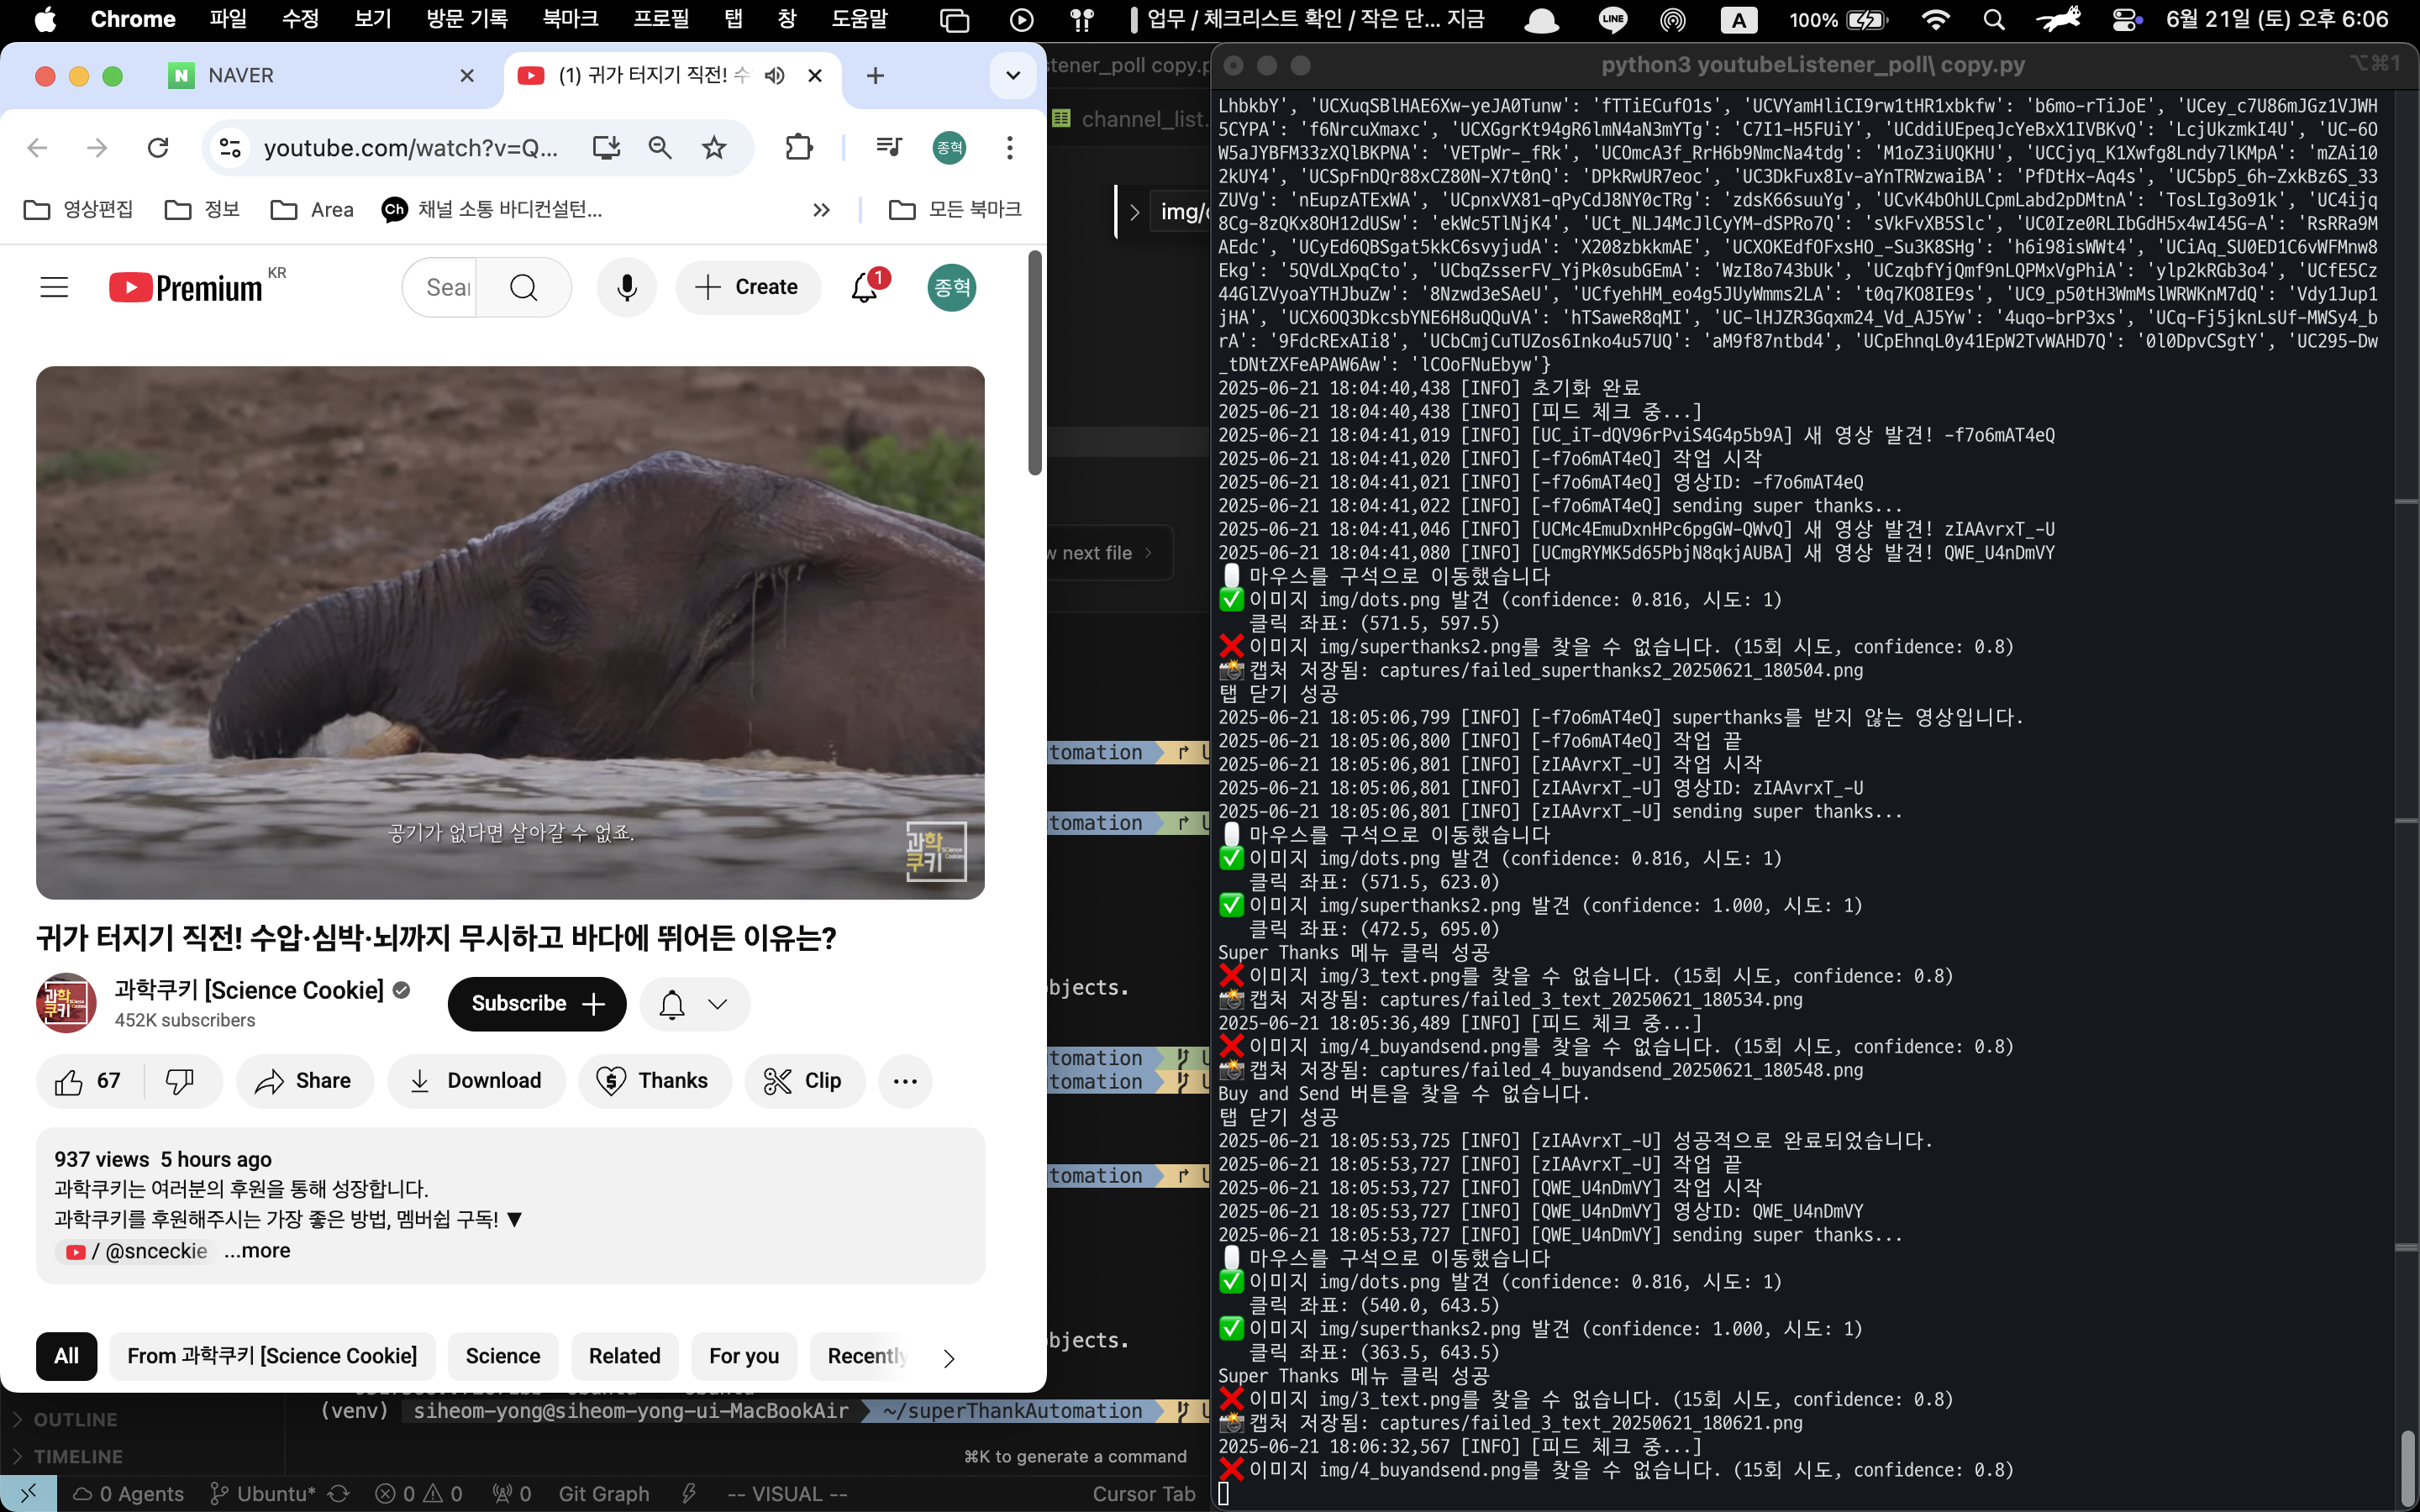 Chrome 파일 수정 보기 방문 기록 북마크 프로필 탭 창 도움말 업무 / 체크리스트 확인 / 작은 단... 지금 LINE A 100% 6월 21일 (토) 오후 6:06
N NAVER (1) 귀가 터지기 직전! 수
youtube.com/watch?v=Q... 종혁
영상편집 정보 Area Ch 채널 소통 바디컨설턴... 모든 북마크
Premium KR Sear Create 1 종혁
공기가 없다면 살아갈 수 없죠.
과학쿠키 Science Cookies
귀가 터지기 직전! 수압·심박·뇌까지 무시하고 바다에 뛰어든 이유는?
과학쿠키 [Science Cookie]
452K subscribers
Subscribe
67 Share Download Thanks Clip
937 views 5 hours ago
과학쿠키는 여러분의 후원을 통해 성장합니다.
과학쿠키를 후원해주시는 가장 좋은 방법, 멤버쉽 구독! ▼
/ @snceckie ...more
All From 과학쿠키 [Science Cookie] Science Related For you Recently
stener_poll copy.p
channel_list.
img/c
w next file
tomation
tomation
bjects.
tomation
tomation
tomation
bjects.
(venv) siheom-yong@siheom-yong-ui-MacBookAir ~/superThankAutomation
OUTLINE
TIMELINE
⌘K to generate a command
0 Agents Ubuntu* 0 0 0 Git Graph -- VISUAL -- Cursor Tab
python3 youtubeListener_poll\ copy.py ⌥⌘1
LhbkbY', 'UCXuqSBlHAE6Xw-yeJA0Tunw': 'fTTiECufO1s', 'UCVYamHliCI9rw1tHR1xbkfw': 'b6mo-rTiJoE', 'UCey_c7U86mJGz1VJWH
5CYPA': 'f6NrcuXmaxc', 'UCXGgrKt94gR6lmN4aN3mYTg': 'C7I1-H5FUiY', 'UCddiUEpeqJcYeBxX1IVBKvQ': 'LcjUkzmkI4U', 'UC-6O
W5aJYBFM33zXQlBKPNA': 'VETpWr-_fRk', 'UCOmcA3f_RrH6b9NmcNa4tdg': 'M1oZ3iUQKHU', 'UCCjyq_K1Xwfg8Lndy7lKMpA': 'mZAi10
2kUY4', 'UCSpFnDQr88xCZ80N-X7t0nQ': 'DPkRwUR7eoc', 'UC3DkFux8Iv-aYnTRWzwaiBA': 'PfDtHx-Aq4s', 'UC5bp5_6h-ZxkBz6S_33
ZUVg': 'nEupzATExWA', 'UCpnxVX81-qPyCdJ8NY0cTRg': 'zdsK66suuYg', 'UCvK4bOhULCpmLabd2pDMtnA': 'TosLIg3o91k', 'UC4ijq
8Cg-8zQKx8OH12dUSw': 'ekWc5TlNjK4', 'UCt_NLJ4McJlCyYM-dSPRo7Q': 'sVkFvXB5Slc', 'UC0Ize0RLIbGdH5x4wI45G-A': 'RsRRa9M
AEdc', 'UCyEd6QBSgat5kkC6svyjudA': 'X208zbkkmAE', 'UCXOKEdfOFxsHO_-Su3K8SHg': 'h6i98isWWt4', 'UCiAq_SU0ED1C6vWFMnw8
Ekg': '5QVdLXpqCto', 'UCbqZsserFV_YjPk0subGEmA': 'WzI8o743bUk', 'UCzqbfYjQmf9nLQPMxVgPhiA': 'ylp2kRGb3o4', 'UCfE5Cz
44GlZVyoaYTHJbuZw': '8Nzwd3eSAeU', 'UCfyehHM_eo4g5JUyWmms2LA': 't0q7KO8IE9s', 'UC9_p50tH3WmMslWRWKnM7dQ': 'Vdy1Jup1
jHA', 'UCX6OQ3DkcsbYNE6H8uQQuVA': 'hTSaweR8qMI', 'UC-lHJZR3Gqxm24_Vd_AJ5Yw': '4uqo-brP3xs', 'UCq-Fj5jknLsUf-MWSy4_b
rA': '9FdcRExAIi8', 'UCbCmjCuTUZos6Inko4u57UQ': 'aM9f87ntbd4', 'UCpEhnqL0y41EpW2TvWAHD7Q': '0l0DpvCSgtY', 'UC295-Dw
_tDNtZXFeAPAW6Aw': 'lCOoFNuEbyw'}
2025-06-21 18:04:40,438 [INFO] 초기화 완료
2025-06-21 18:04:40,438 [INFO] [피드 체크 중...]
2025-06-21 18:04:41,019 [INFO] [UC_iT-dQV96rPviS4G4p5b9A] 새 영상 발견! -f7o6mAT4eQ
2025-06-21 18:04:41,020 [INFO] [-f7o6mAT4eQ] 작업 시작
2025-06-21 18:04:41,021 [INFO] [-f7o6mAT4eQ] 영상ID: -f7o6mAT4eQ
2025-06-21 18:04:41,022 [INFO] [-f7o6mAT4eQ] sending super thanks...
2025-06-21 18:04:41,046 [INFO] [UCMc4EmuDxnHPc6pgGW-QWvQ] 새 영상 발견! zIAAvrxT_-U
2025-06-21 18:04:41,080 [INFO] [UCmgRYMK5d65PbjN8qkjAUBA] 새 영상 발견! QWE_U4nDmVY
마우스를 구석으로 이동했습니다
✅ 이미지 img/dots.png 발견 (confidence: 0.816, 시도: 1)
클릭 좌표: (571.5, 597.5)
❌ 이미지 img/superthanks2.png를 찾을 수 없습니다. (15회 시도, confidence: 0.8)
📸 캡처 저장됨: captures/failed_superthanks2_20250621_180504.png
탭 닫기 성공
2025-06-21 18:05:06,799 [INFO] [-f7o6mAT4eQ] superthanks를 받지 않는 영상입니다.
2025-06-21 18:05:06,800 [INFO] [-f7o6mAT4eQ] 작업 끝
2025-06-21 18:05:06,801 [INFO] [zIAAvrxT_-U] 작업 시작
2025-06-21 18:05:06,801 [INFO] [zIAAvrxT_-U] 영상ID: zIAAvrxT_-U
2025-06-21 18:05:06,801 [INFO] [zIAAvrxT_-U] sending super thanks...
마우스를 구석으로 이동했습니다
✅ 이미지 img/dots.png 발견 (confidence: 0.816, 시도: 1)
클릭 좌표: (571.5, 623.0)
✅ 이미지 img/superthanks2.png 발견 (confidence: 1.000, 시도: 1)
클릭 좌표: (472.5, 695.0)
Super Thanks 메뉴 클릭 성공
❌ 이미지 img/3_text.png를 찾을 수 없습니다. (15회 시도, confidence: 0.8)
📸 캡처 저장됨: captures/failed_3_text_20250621_180534.png
2025-06-21 18:05:36,489 [INFO] [피드 체크 중...]
❌ 이미지 img/4_buyandsend.png를 찾을 수 없습니다. (15회 시도, confidence: 0.8)
📸 캡처 저장됨: captures/failed_4_buyandsend_20250621_180548.png
Buy and Send 버튼을 찾을 수 없습니다.
탭 닫기 성공
2025-06-21 18:05:53,725 [INFO] [zIAAvrxT_-U] 성공적으로 완료되었습니다.
2025-06-21 18:05:53,727 [INFO] [zIAAvrxT_-U] 작업 끝
2025-06-21 18:05:53,727 [INFO] [QWE_U4nDmVY] 작업 시작
2025-06-21 18:05:53,727 [INFO] [QWE_U4nDmVY] 영상ID: QWE_U4nDmVY
2025-06-21 18:05:53,727 [INFO] [QWE_U4nDmVY] sending super thanks...
마우스를 구석으로 이동했습니다
✅ 이미지 img/dots.png 발견 (confidence: 0.816, 시도: 1)
클릭 좌표: (540.0, 643.5)
✅ 이미지 img/superthanks2.png 발견 (confidence: 1.000, 시도: 1)
클릭 좌표: (363.5, 643.5)
Super Thanks 메뉴 클릭 성공
❌ 이미지 img/3_text.png를 찾을 수 없습니다. (15회 시도, confidence: 0.8)
📸 캡처 저장됨: captures/failed_3_text_20250621_180621.png
2025-06-21 18:06:32,567 [INFO] [피드 체크 중...]
❌ 이미지 img/4_buyandsend.png를 찾을 수 없습니다. (15회 시도, confidence: 0.8)